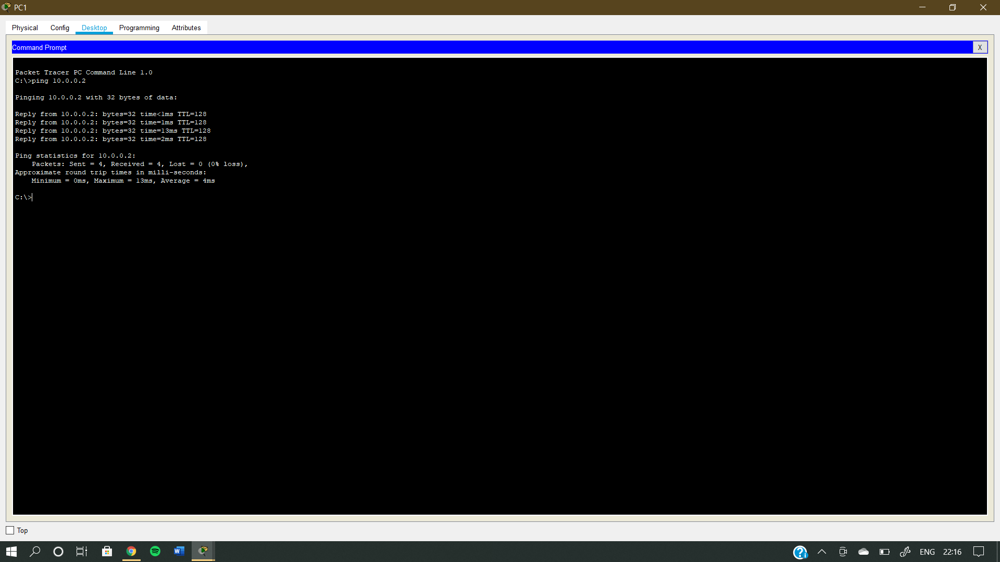 PC1
Physical Config Desktop Programming Attributes
Command Prompt
X
Packet Tracer PC Command Line 1.0
C:\>ping 10.0.0.2
Pinging 10.0.0.2 with 32 bytes of data:
Reply from 10.0.0.2: bytes=32 time<1ms TTL=128
Reply from 10.0.0.2: bytes=32 time=1ms TTL=128
Reply from 10.0.0.2: bytes=32 time=13ms TTL=128
Reply from 10.0.0.2: bytes=32 time=2ms TTL=128
Ping statistics for 10.0.0.2:
Packets: Sent = 4, Received = 4, Lost = 0 (0% loss),
Approximate round trip times in milli-seconds:
Minimum = 0ms, Maximum = 13ms, Average = 4ms
C:\>
Top
ENG 22:16